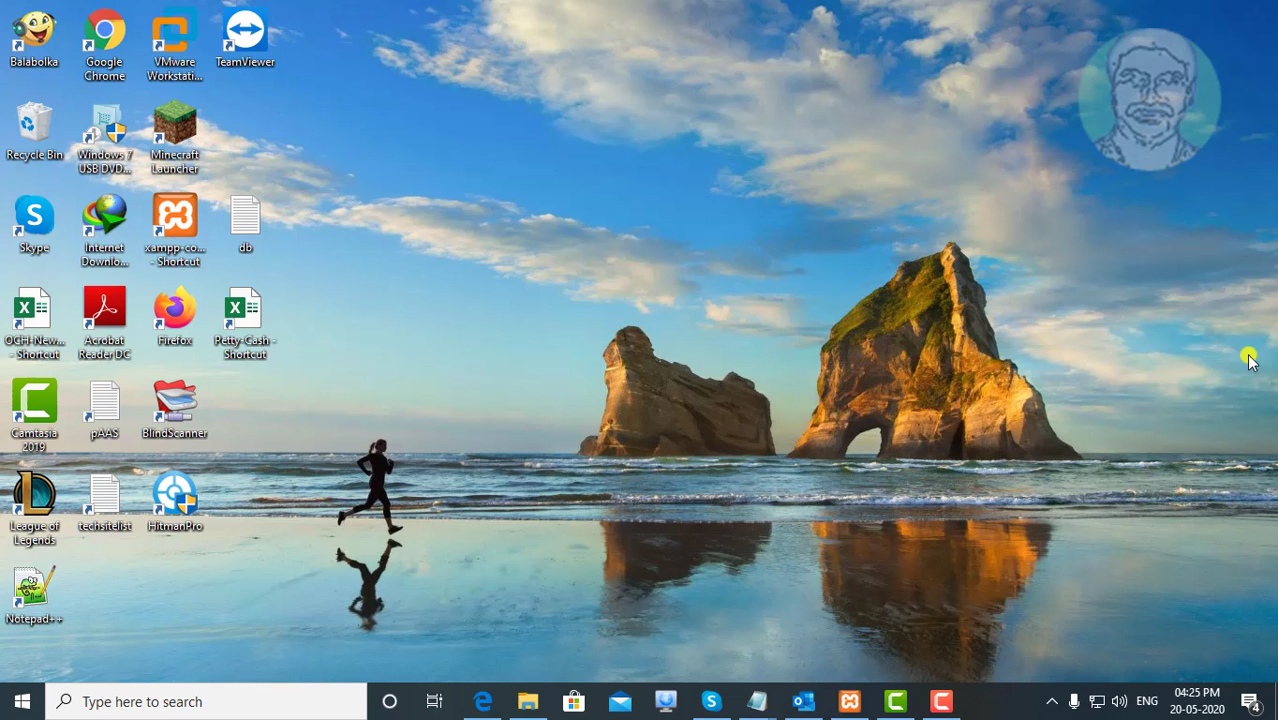 Balabolka
Google
Chrome
VMware
Workstati...
TeamViewer
Recycle Bin
Windows 7
USB DVD...
Minecraft
Launcher
Skype
Internet
Downlo...
xampp-co...
- Shortcut
db
OCHI-New...
- Shortcut
Acrobat
Reader DC
Firefox
Petty-Cash -
Shortcut
Camtasia
2019
pAAS
BlindScanner
League of
Legends
techsitelist
HitmanPro
Notepad++
Type here to search
ENG
04:25 PM
20-05-2020
4